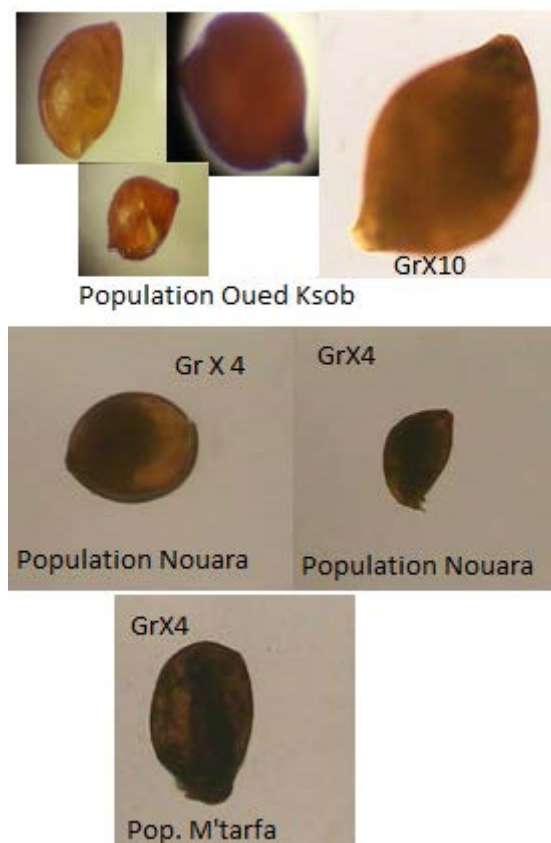 GrX10
Population Oued Ksob
Gr X 4
GrX4
Population Nouara
Population Nouara
GrX4
Pop. M'tarfa